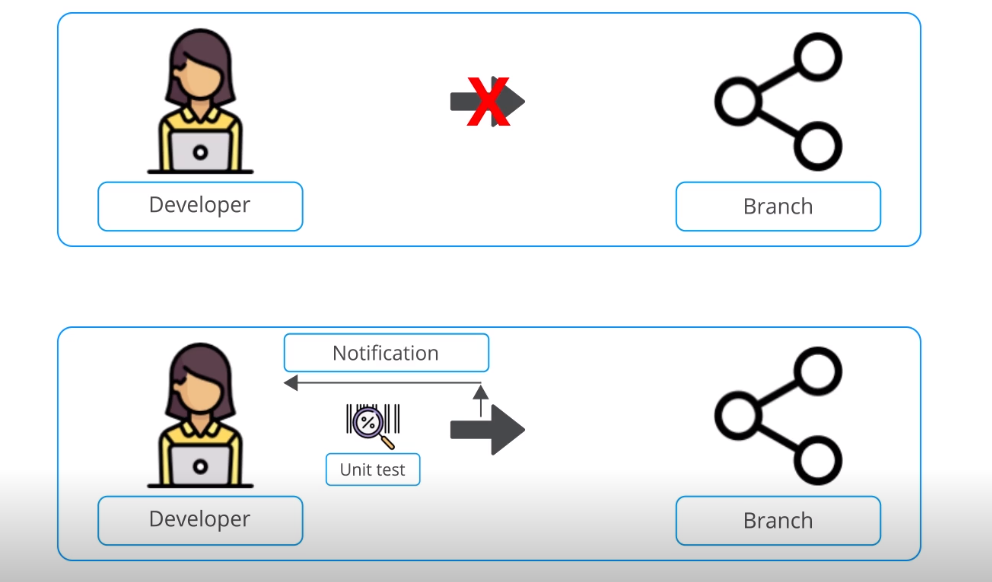 Developer
Branch
Notification
Unit test
Developer
Branch